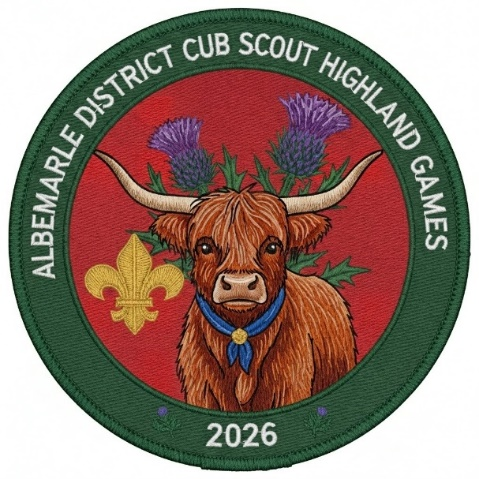 ALBEMARLE DISTRICT CUB SCOUT HIGHLAND GAMES
2026